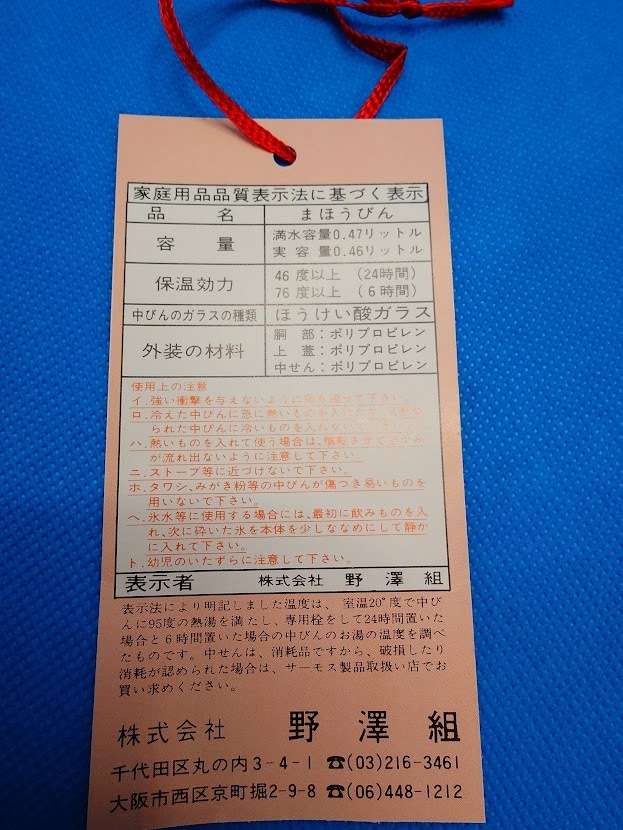 家庭用品品質表示法に基づく表示
品 名 まほうびん
容 量 満水容量0.47リットル
実 容 量0.46リットル
保温効力 46 度以上 (24時間)
76 度以上 (6時間)
中びんのガラスの種類 ほうけい酸ガラス
外装の材料 胴 部:ポリプロピレン
上 蓋:ポリプロピレン
中せん:ポリプロピレン
使用上の注意
イ.強い衝撃を与えないように
ロ.冷えた中びんに急に熱いものを入れたり
られた中びんに冷いものを入れないで下さい。
ハ.熱いものを入れて使う場合は、横転させて
が流れ出ないように注意して下さい。
ニ.ストーブ等に近づけないで下さい。
ホ.タワシ、みがき粉等の中びんが傷つき易いものを
用いないで下さい。
ヘ.氷水等に使用する場合には、最初に飲みものを入
れ、次に砕いた氷を本体を少しななめにして静か
に入れて下さい。
ト.幼児のいたずらに注意して下さい。
表示者 株式会社 野 澤 組
表示法により明記しました温度は、室温20°度で中び
んに95度の熱湯を満たし、専用栓をして24時間置いた
場合と6時間置いた場合の中びんのお湯の温度を調べ
たものです。中せんは、消耗品ですから、破損したり
消耗が認められた場合は、サーモス製品取扱い店でお
買い求めください。
株式会社 野 澤 組
千代田区丸の内3-4-1 ☎(03)216-3461
大阪市西区京町堀2-9-8 ☎(06)448-1212